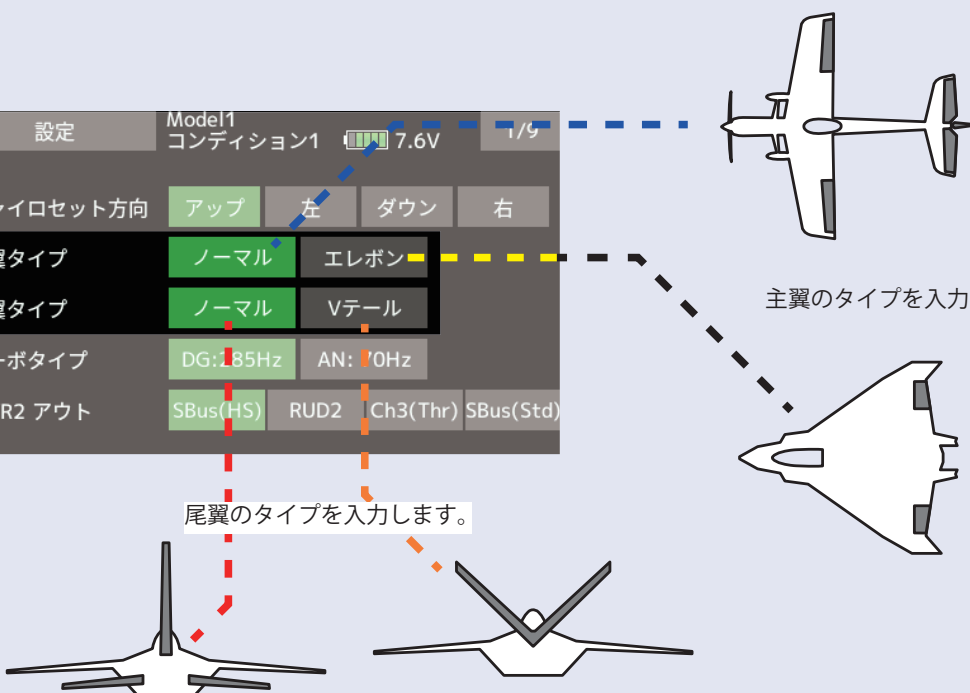 設定
Model1
コンディション1
7.6V
1/9
イロセット方向
アップ
左
ダウン
右
翼タイプ
ノーマル
エレボン
翼タイプ
ノーマル
Vテール
ーボタイプ
DG:285Hz
AN: 70Hz
R2 アウト
SBus(HS)
RUD2
Ch3(Thr)
SBus(Std)
主翼のタイプを入力
尾翼のタイプを入力します。